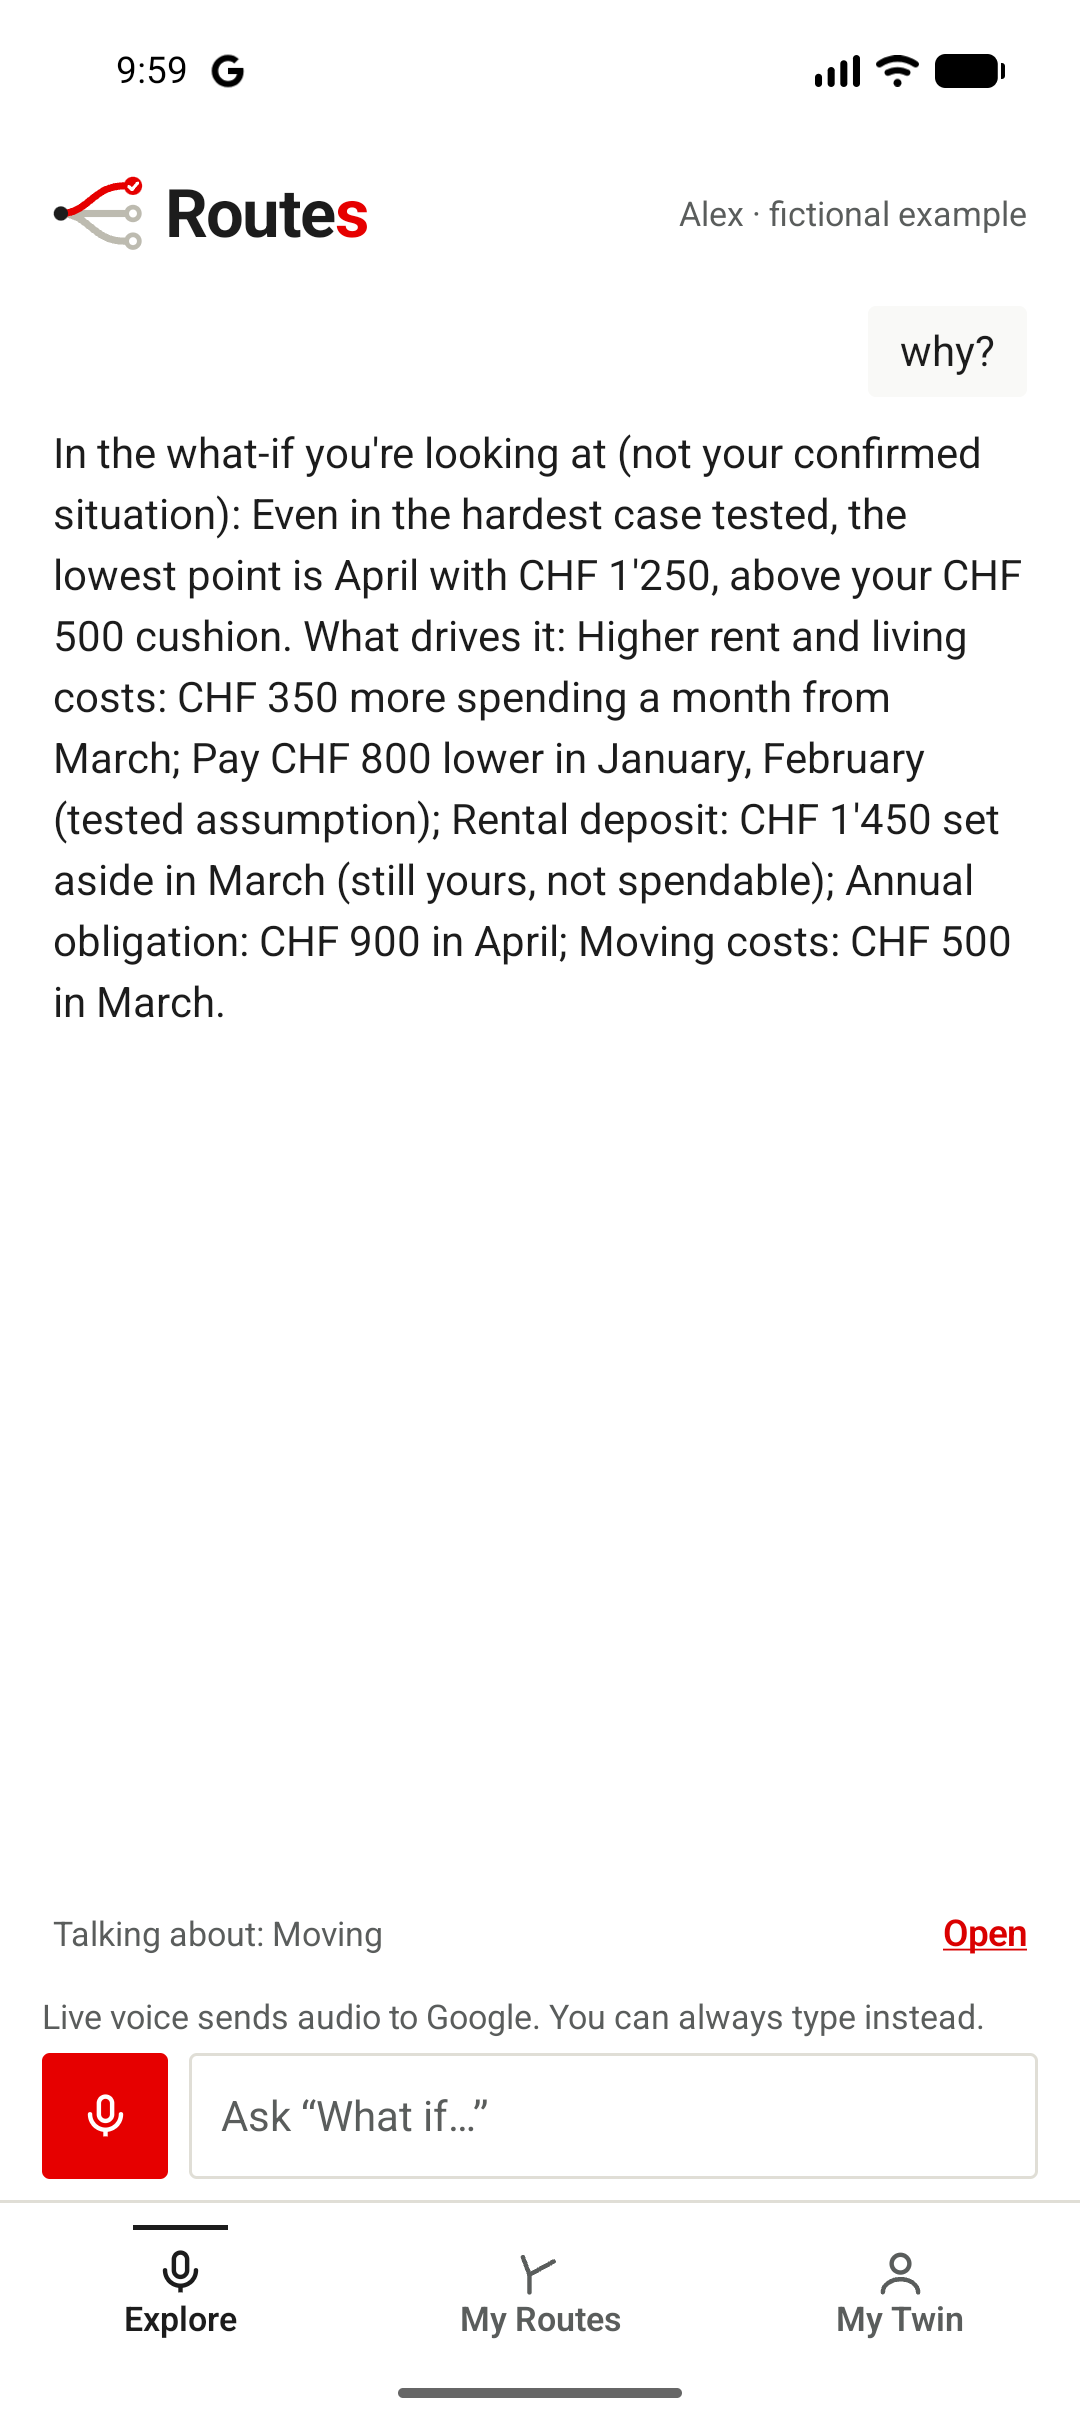 9:59
Routes
Alex · fictional example
why?
In the what-if you're looking at (not your confirmed
situation): Even in the hardest case tested, the
lowest point is April with CHF 1'250, above your CHF
500 cushion. What drives it: Higher rent and living
costs: CHF 350 more spending a month from
March; Pay CHF 800 lower in January, February
(tested assumption); Rental deposit: CHF 1'450 set
aside in March (still yours, not spendable); Annual
obligation: CHF 900 in April; Moving costs: CHF 500
in March.
Talking about: Moving
Open
Live voice sends audio to Google. You can always type instead.
Ask “What if…”
Explore
My Routes
My Twin